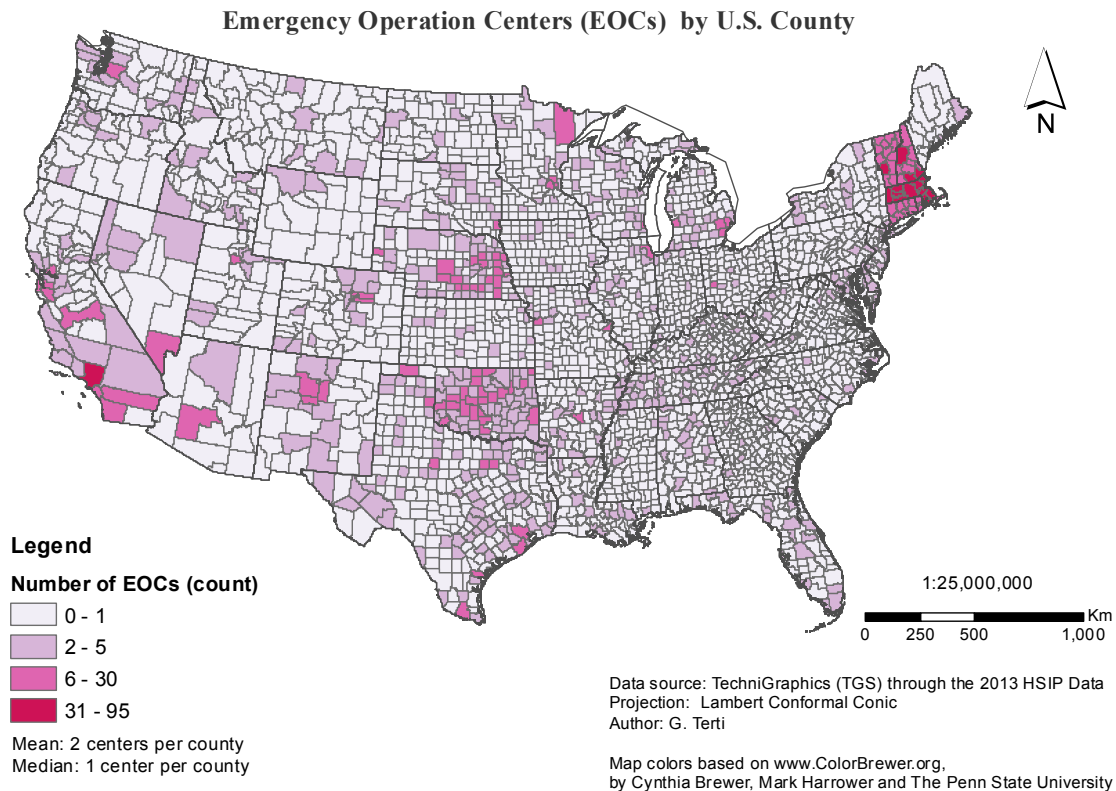 Emergency Operation Centers (EOCs) by U.S. County
N
Legend
Number of EOCs (count)
0 - 1
2 - 5
6 - 30
31 - 95
Mean: 2 centers per county
Median: 1 center per county
1:25,000,000
Km
0 250 500 1,000
Data source: TechniGraphics (TGS) through the 2013 HSIP Data
Projection: Lambert Conformal Conic
Author: G. Terti
Map colors based on www.ColorBrewer.org,
by Cynthia Brewer, Mark Harrower and The Penn State University